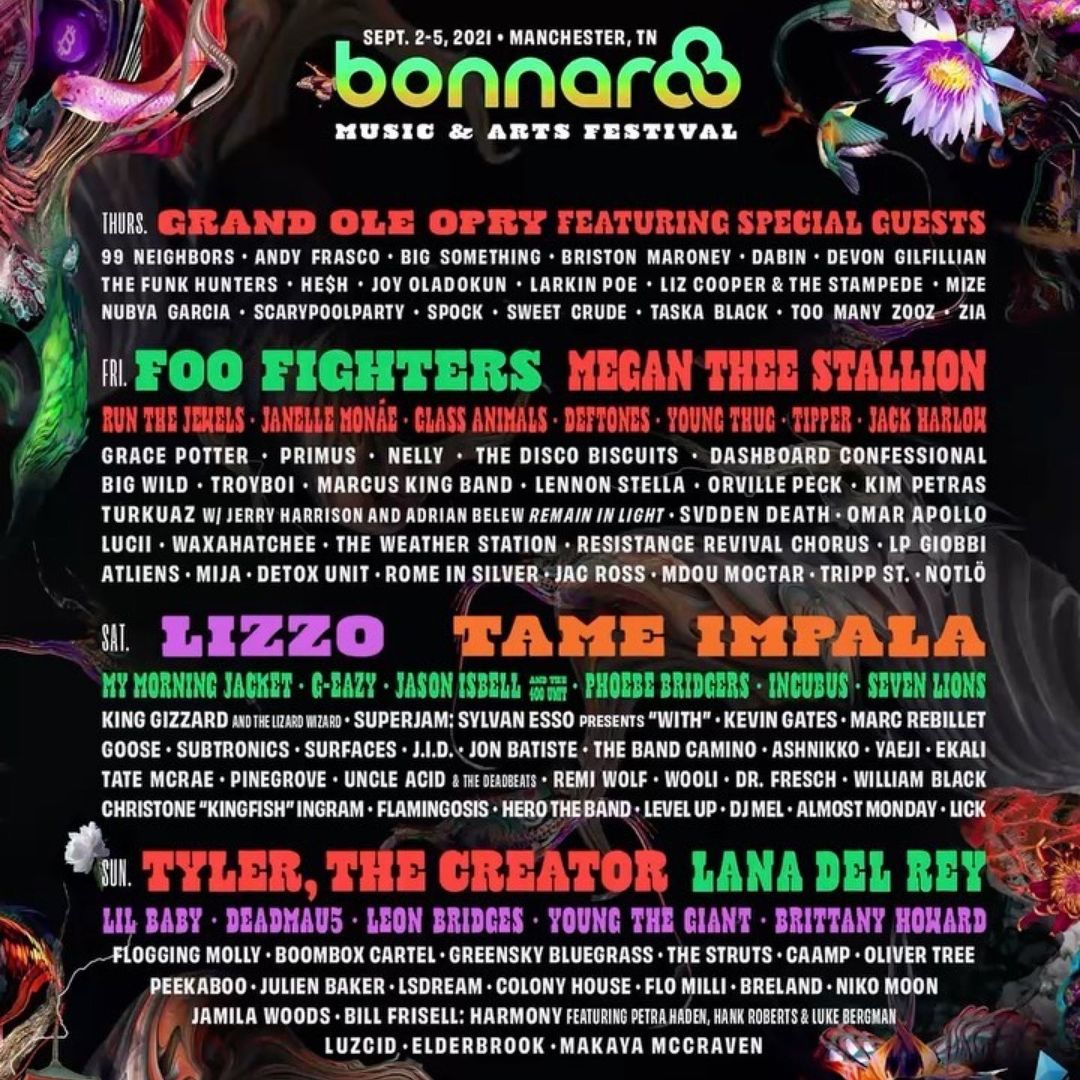 SEPT. 2-5, 2021 • MANCHESTER, TN
bonnaroo
MUSIC & ARTS FESTIVAL
THURS. GRAND OLE OPRY FEATURING SPECIAL GUESTS
99 NEIGHBORS • ANDY FRASCO • BIG SOMETHING • BRISTON MARONEY • DABIN • DEVON GILFILLIAN
THE FUNK HUNTERS • HE$H • JOY OLADOKUN • LARKIN POE • LIZ COOPER & THE STAMPEDE • MIZE
NUBYA GARCIA • SCARYPOOLPARTY • SPOCK • SWEET CRUDE • TASKA BLACK • TOO MANY ZOOZ • ZIA
FRI. FOO FIGHTERS MEGAN THEE STALLION
RUN THE JEWELS • JANELLE MONÁE • GLASS ANIMALS • DEFTONES • YOUNG THUG • TIPPER • JACK HARLOW
GRACE POTTER • PRIMUS • NELLY • THE DISCO BISCUITS • DASHBOARD CONFESSIONAL
BIG WILD • TROYBOI • MARCUS KING BAND • LENNON STELLA • ORVILLE PECK • KIM PETRAS
TURKUAZ W/ JERRY HARRISON AND ADRIAN BELEW REMAIN IN LIGHT • SVDDEN DEATH • OMAR APOLLO
LUCII • WAXAHATCHEE • THE WEATHER STATION • RESISTANCE REVIVAL CHORUS • LP GIOBBI
ATLIENS • MIJA • DETOX UNIT • ROME IN SILVER • JAC ROSS • MDOU MOCTAR • TRIPP ST. • NOTLÖ
SAT. LIZZO TAME IMPALA
MY MORNING JACKET • G-EAZY • JASON ISBELL AND THE 400 UNIT • PHOEBE BRIDGERS • INCUBUS • SEVEN LIONS
KING GIZZARD AND THE LIZARD WIZARD • SUPERJAM: SYLVAN ESSO PRESENTS "WITH" • KEVIN GATES • MARC REBILLET
GOOSE • SUBTRONICS • SURFACES • J.I.D. • JON BATISTE • THE BAND CAMINO • ASHNIKKO • YAEJI • EKALI
TATE MCRAE • PINEGROVE • UNCLE ACID & THE DEADBEATS • REMI WOLF • WOOLI • DR. FRESCH • WILLIAM BLACK
CHRISTONE "KINGFISH" INGRAM • FLAMINGOSIS • HERO THE BAND • LEVEL UP • DJ MEL • ALMOST MONDAY • LICK
SUN. TYLER, THE CREATOR LANA DEL REY
LIL BABY • DEADMAU5 • LEON BRIDGES • YOUNG THE GIANT • BRITTANY HOWARD
FLOGGING MOLLY • BOOMBOX CARTEL • GREENSKY BLUEGRASS • THE STRUTS • CAAMP • OLIVER TREE
PEEKABOO • JULIEN BAKER • LSDREAM • COLONY HOUSE • FLO MILLI • BRELAND • NIKO MOON
JAMILA WOODS • BILL FRISELL: HARMONY FEATURING PETRA HADEN, HANK ROBERTS & LUKE BERGMAN
LUZCID • ELDERBROOK • MAKAYA MCCRAVEN